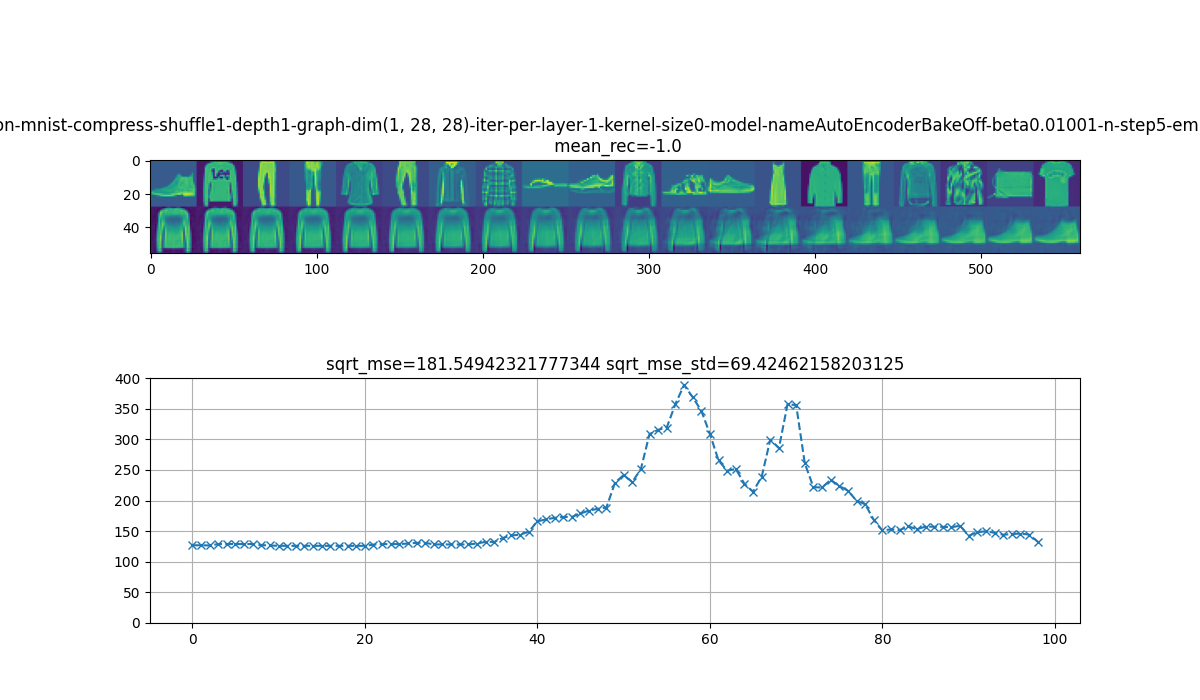 on-mnist-compress-shuffle1-depth1-graph-dim(1, 28, 28)-iter-per-layer-1-kernel-size0-model-nameAutoEncoderBakeOff-beta0.01001-n-step5-em
mean_rec=-1.0
0
20
40
Lee
0 100 200 300 400 500
sqrt_mse=181.54942321777344 sqrt_mse_std=69.42462158203125
400
350
300
250
200
150
100
50
0
0 20 40 60 80 100